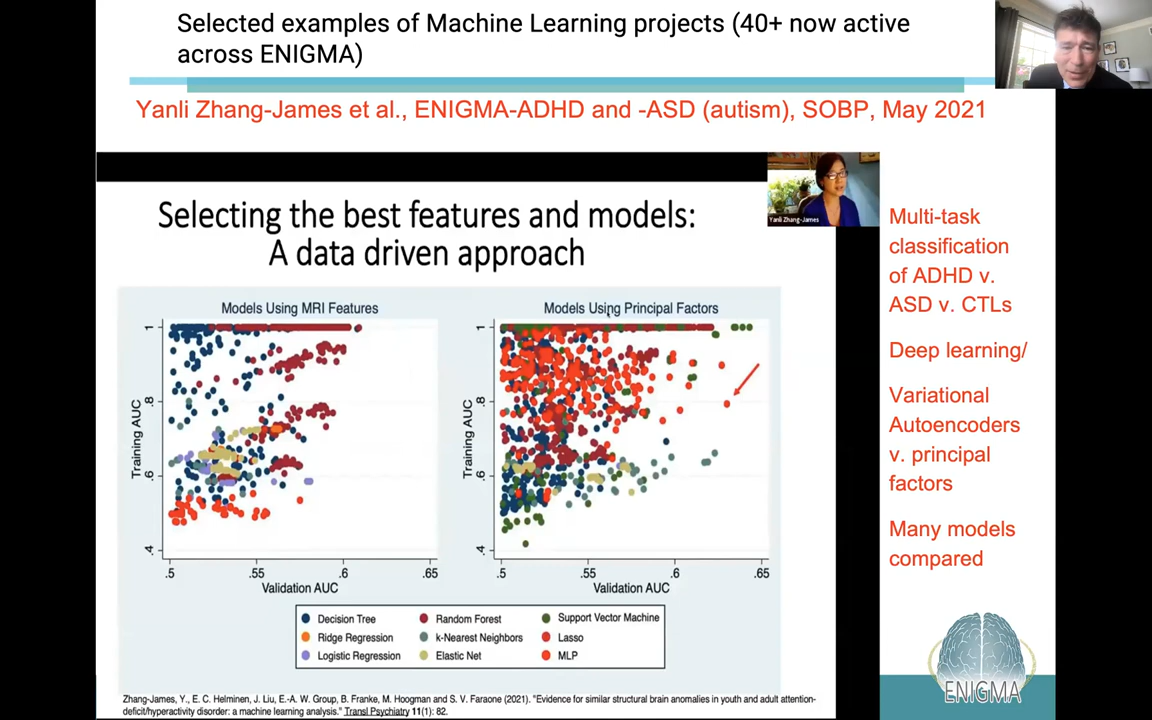 Selected examples of Machine Learning projects (40+ now active
across ENIGMA)
Yanli Zhang-James et al., ENIGMA-ADHD and -ASD (autism), SOBP, May 2021
Yanli Zhang-James
Selecting the best features and models:
A data driven approach
Models Using MRI Features
Training AUC
1
.8
.6
.4
.5
.55
.6
.65
Validation AUC
Models Using Principal Factors
Training AUC
1
.8
.6
.4
.5
.55
.6
.65
Validation AUC
Decision Tree
Random Forest
Support Vector Machine
Ridge Regression
k-Nearest Neighbors
Lasso
Logistic Regression
Elastic Net
MLP
Zhang-James, Y., E. C. Helminen, J. Liu, E.-A. W. Group, B. Franke, M. Hoogman and S. V. Faraone (2021). "Evidence for similar structural brain anomalies in youth and adult attention-
deficit/hyperactivity disorder: a machine learning analysis." Transl Psychiatry 11(1): 82.
Multi-task
classification
of ADHD v.
ASD v. CTLs
Deep learning/
Variational
Autoencoders
v. principal
factors
Many models
compared
ENIGMA